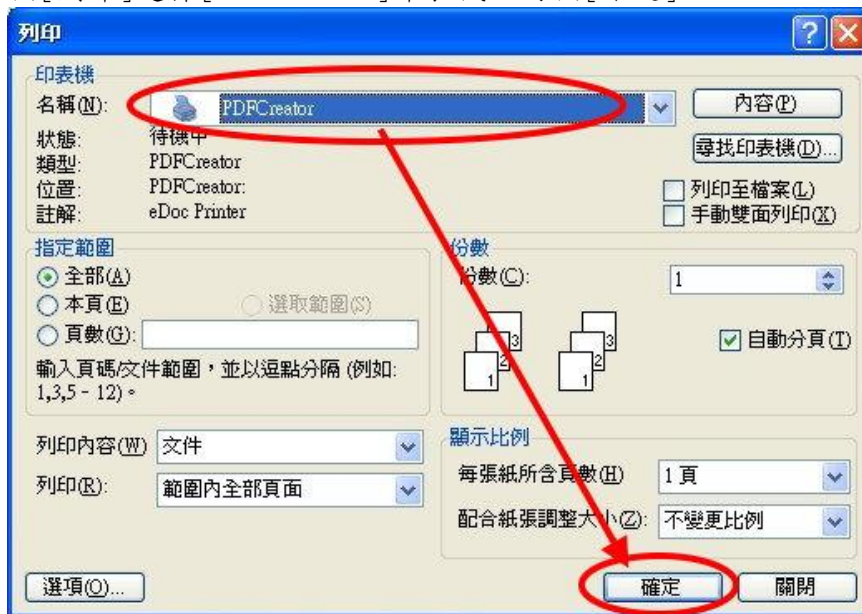 列印
印表機
名稱(N): PDFCreator
內容(P)
狀態: 待機中
尋找印表機(D)...
類型: PDFCreator
位置: PDFCreator:
列印至檔案(L)
註解: eDoc Printer
手動雙面列印(X)
指定範圍
全部(A)
本頁(E) 選取範圍(S)
頁數(G):
輸入頁碼/文件範圍，並以逗點分隔 (例如:
1,3,5 - 12)。
份數
份數(C): 1
3 3
2 2
1 1
自動分頁(T)
列印內容(W) 文件
列印(R): 範圍內全部頁面
顯示比例
每張紙所含頁數(H) 1 頁
配合紙張調整大小(Z): 不變更比例
選項(O)... 確定 關閉